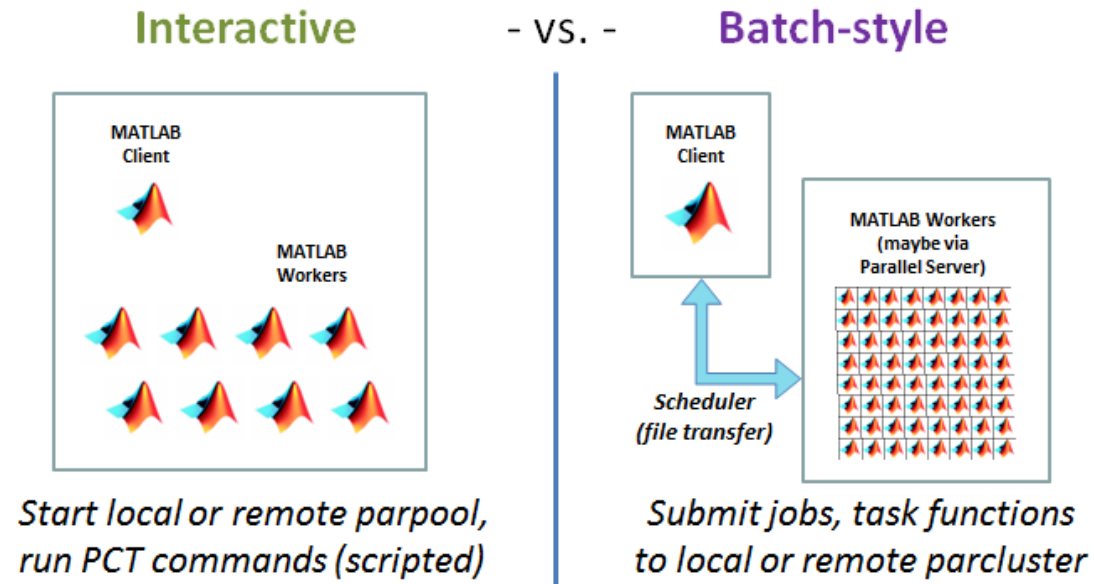 Interactive - vs. - Batch-style
MATLAB
Client
MATLAB
Workers
Start local or remote parpool,
run PCT commands (scripted)
MATLAB
Client
MATLAB Workers
(maybe via
Parallel Server)
Scheduler
(file transfer)
Submit jobs, task functions
to local or remote parcluster